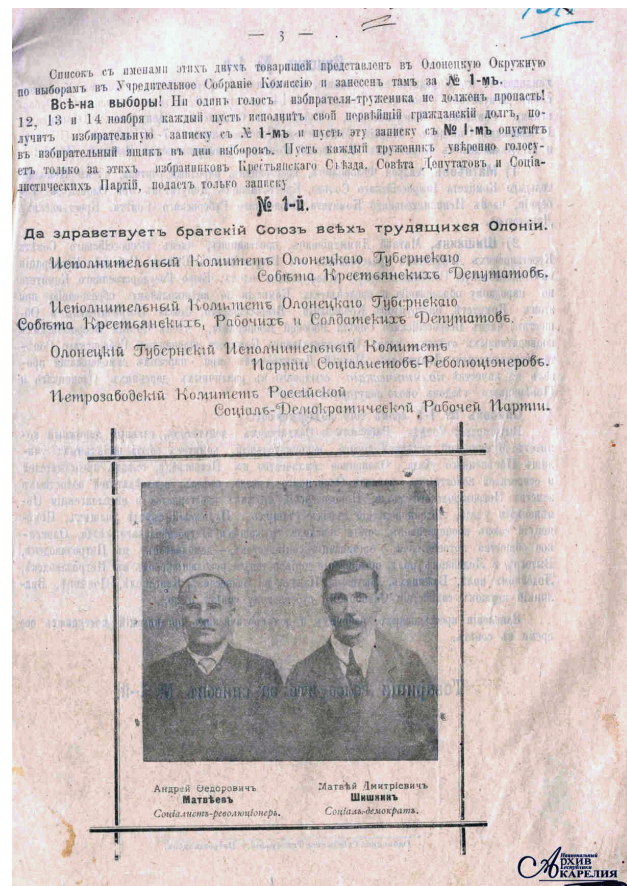 — 3 —
Списокъ съ именами этихъ двухъ товарищей представленъ въ Олонецкую Окружную
по выборамъ въ Учредительное Собраніе Комиссію и занесенъ тамъ за № 1-мъ.
Всѣ-на выборы! Ни одинъ голосъ избирателя-труженика не долженъ пропасть!
12, 13 и 14 ноября каждый пусть исполнитъ свой первѣйшій гражданскій долгъ, по-
лучитъ избирательную записку съ № 1-мъ и пусть эту записку съ № 1-мъ опуститъ
въ избирательный ящикъ въ дни выборовъ. Пусть каждый труженикъ увѣренно голосу-
етъ только за этихъ избранниковъ Крестьянскаго Съѣзда, Совѣта Депутатовъ и Соціа-
листическихъ Партій, подаетъ только записку
№ 1-й.
Да здравствуетъ братскій Союзъ всѣхъ трудящихся Олоніи.
Исполнительный Комитетъ Олонецкаго Губернскаго
Совѣта Крестьянскихъ Депутатовъ.
Исполнительный Комитетъ Олонецкаго Губернскаго
Совѣта Крестьянскихъ, Рабочихъ и Солдатскихъ Депутатовъ.
Олонецкій Губернскій Исполнительный Комитетъ
Партіи Соціалистовъ-Революціонеровъ.
Петрозаводскій Комитетъ Россійской
Соціалъ-Демократической Рабочей Партіи.
Андрей Ѳедоровичъ
Матвѣевъ
Соціалистъ-революціонеръ.
Матвѣй Дмитріевичъ
Шишкинъ
Соціалъ-демократъ.
Национальный
АРХИВ
Республики
КАРЕЛИЯ